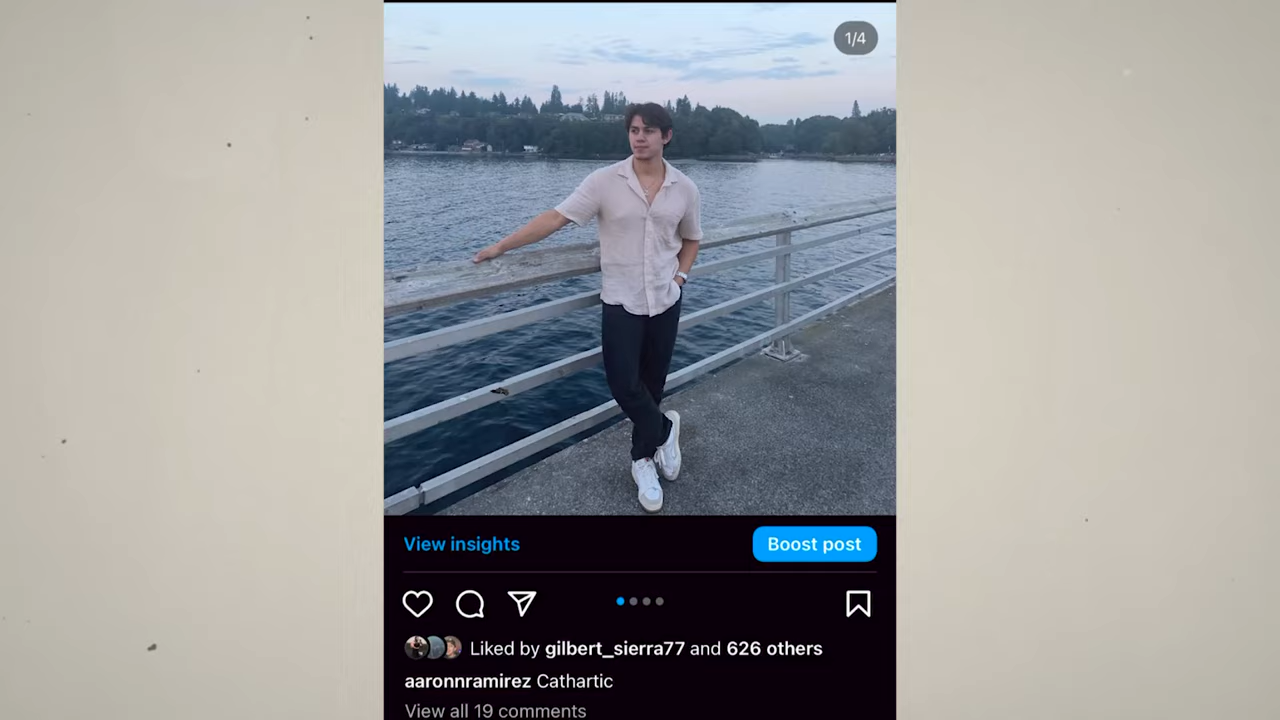 1/4
View insights
Boost post
Liked by gilbert_sierra77 and 626 others
aaronnramirez Cathartic
View all 19 comments